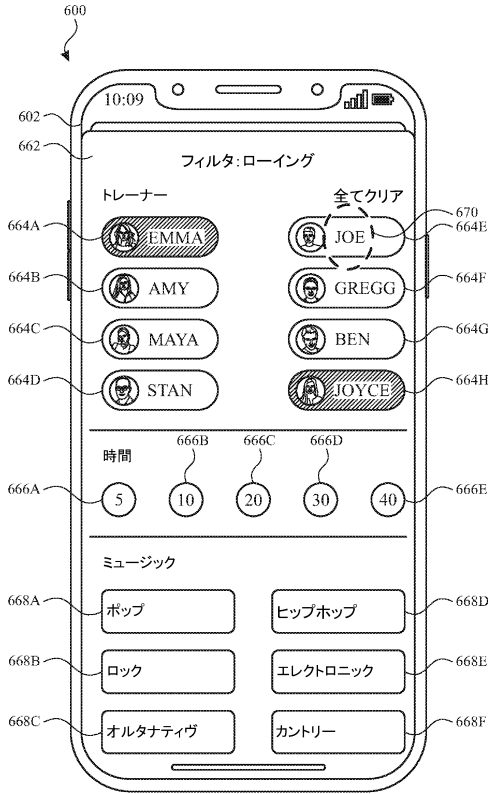 600
10:09
602
662
フィルタ:ローイング
トレーナー 全てクリア
670
664A EMMA JOE 664E
664B AMY GREGG 664F
664C MAYA BEN 664G
664D STAN JOYCE 664H
時間 666B 666C 666D
666A 5 10 20 30 40 666E
ミュージック
668A ポップ ヒップホップ 668D
668B ロック エレクトロニック 668E
668C オルタナティヴ カントリー 668F